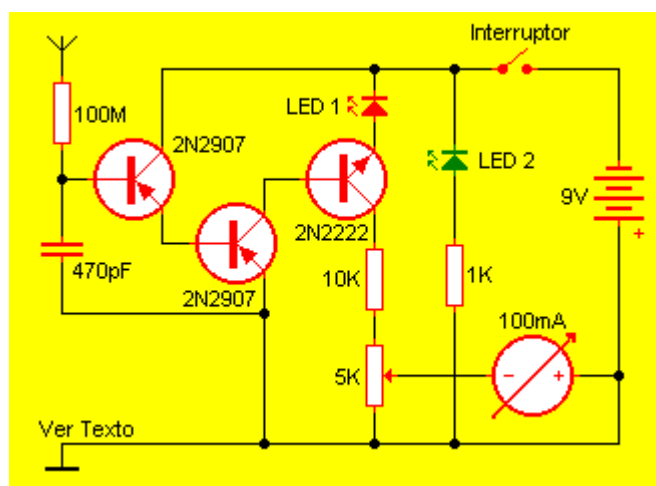 Interruptor
100M
LED 1
2N2907
LED 2
9V
+
2N2222
470pF
2N2907
10K
1K
100mA
5K
- +
Ver Texto